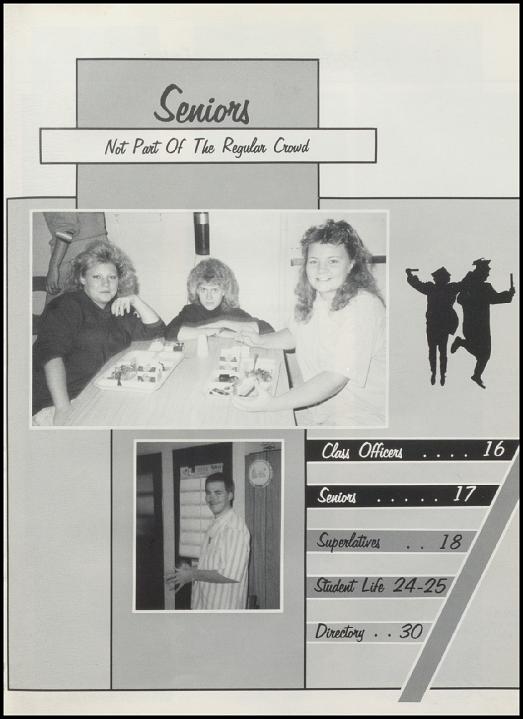 Seniors
Not Part Of The Regular Crowd
Class Officers . . . . 16
Seniors . . . . . . 17
Superlatives . . 18
Student Life 24-25
Directory . . 30